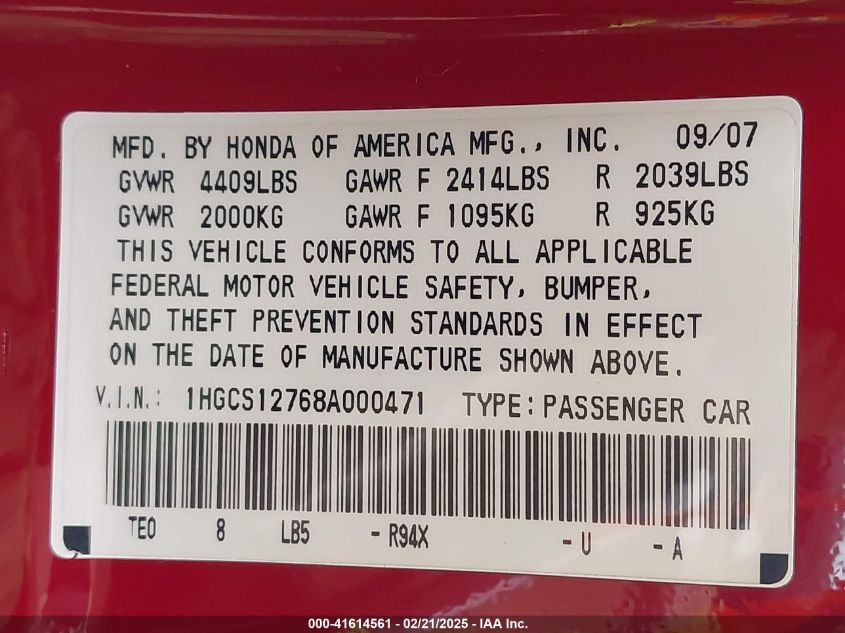 MFD. BY HONDA OF AMERICA MFG., INC. 09/07
GVWR 4409LBS GAWR F 2414LBS R 2039LBS
GVWR 2000KG GAWR F 1095KG R 925KG
THIS VEHICLE CONFORMS TO ALL APPLICABLE
FEDERAL MOTOR VEHICLE SAFETY, BUMPER,
AND THEFT PREVENTION STANDARDS IN EFFECT
ON THE DATE OF MANUFACTURE SHOWN ABOVE.
V.I.N.: 1HGCS12768A000471 TYPE: PASSENGER CAR
TE0 8 LB5 - R94X - U - A
000-41614561 - 02/21/2025 - IAA Inc.